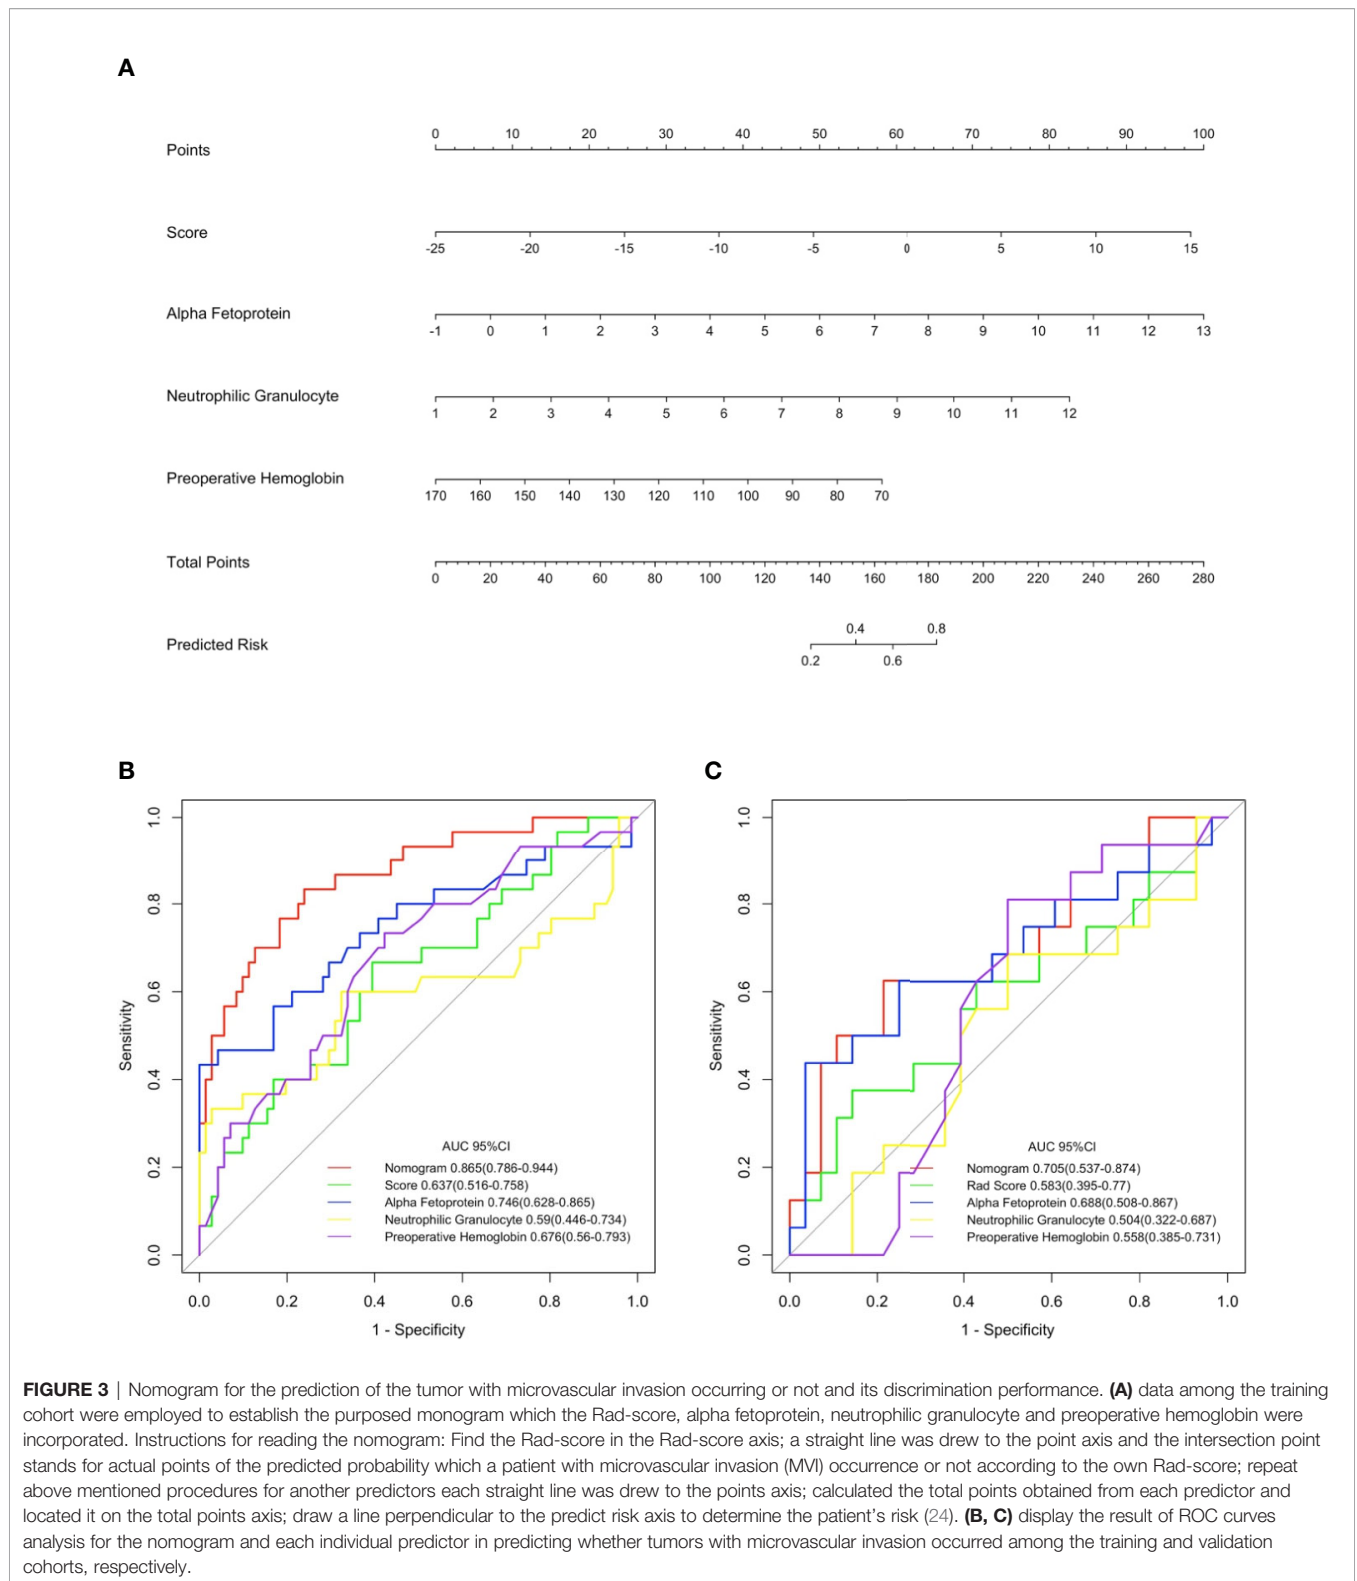 A
0 10 20 30 40 50 60 70 80 90 100
Points
Score
-25 -20 -15 -10 -5 0 5 10 15
Alpha Fetoprotein
-1 0 1 2 3 4 5 6 7 8 9 10 11 12 13
Neutrophilic Granulocyte
1 2 3 4 5 6 7 8 9 10 11 12
Preoperative Hemoglobin
170 160 150 140 130 120 110 100 90 80 70
Total Points
0 20 40 60 80 100 120 140 160 180 200 220 240 260 280
0.4 0.8
Predicted Risk
0.2 0.6
B
1.0
0.8
0.6
0.4
0.2
0.0
Sensitivity
AUC 95%CI
Nomogram 0.865(0.786-0.944)
Score 0.637(0.516-0.758)
Alpha Fetoprotein 0.746(0.628-0.865)
Neutrophilic Granulocyte 0.59(0.446-0.734)
Preoperative Hemoglobin 0.676(0.56-0.793)
0.0 0.2 0.4 0.6 0.8 1.0
1 - Specificity
C
1.0
0.8
0.6
0.4
0.2
0.0
Sensitivity
AUC 95%CI
Nomogram 0.705(0.537-0.874)
Rad Score 0.583(0.395-0.77)
Alpha Fetoprotein 0.688(0.508-0.867)
Neutrophilic Granulocyte 0.504(0.322-0.687)
Preoperative Hemoglobin 0.558(0.385-0.731)
0.0 0.2 0.4 0.6 0.8 1.0
1 - Specificity
FIGURE 3 | Nomogram for the prediction of the tumor with microvascular invasion occurring or not and its discrimination performance. (A) data among the training
cohort were employed to establish the purposed monogram which the Rad-score, alpha fetoprotein, neutrophilic granulocyte and preoperative hemoglobin were
incorporated. Instructions for reading the nomogram: Find the Rad-score in the Rad-score axis; a straight line was drew to the point axis and the intersection point
stands for actual points of the predicted probability which a patient with microvascular invasion (MVI) occurrence or not according to the own Rad-score; repeat
above mentioned procedures for another predictors each straight line was drew to the points axis; calculated the total points obtained from each predictor and
located it on the total points axis; draw a line perpendicular to the predict risk axis to determine the patient's risk (24). (B, C) display the result of ROC curves
analysis for the nomogram and each individual predictor in predicting whether tumors with microvascular invasion occurred among the training and validation
cohorts, respectively.